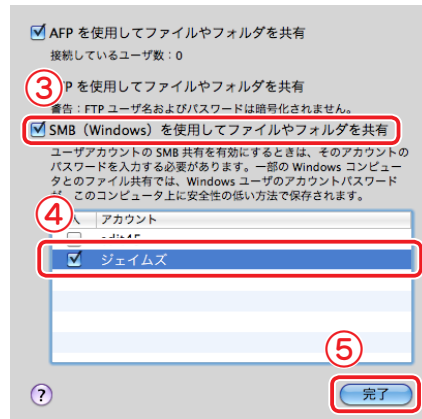 AFP を使用してファイルやフォルダを共有
接続しているユーザ数：0
③
P を使用してファイルやフォルダを共有
警告：FTP ユーザ名およびパスワードは暗号化されません。
SMB（Windows）を使用してファイルやフォルダを共有
ユーザアカウントの SMB 共有を有効にするときは、そのアカウントの
パスワードを入力する必要があります。一部の Windows コンピュー
タとのファイル共有では、Windows ユーザのアカウントパスワード
が、このコンピュータ上に安全性の低い方法で保存されます。
④
アカウント
ジェイムズ
⑤
?
完了